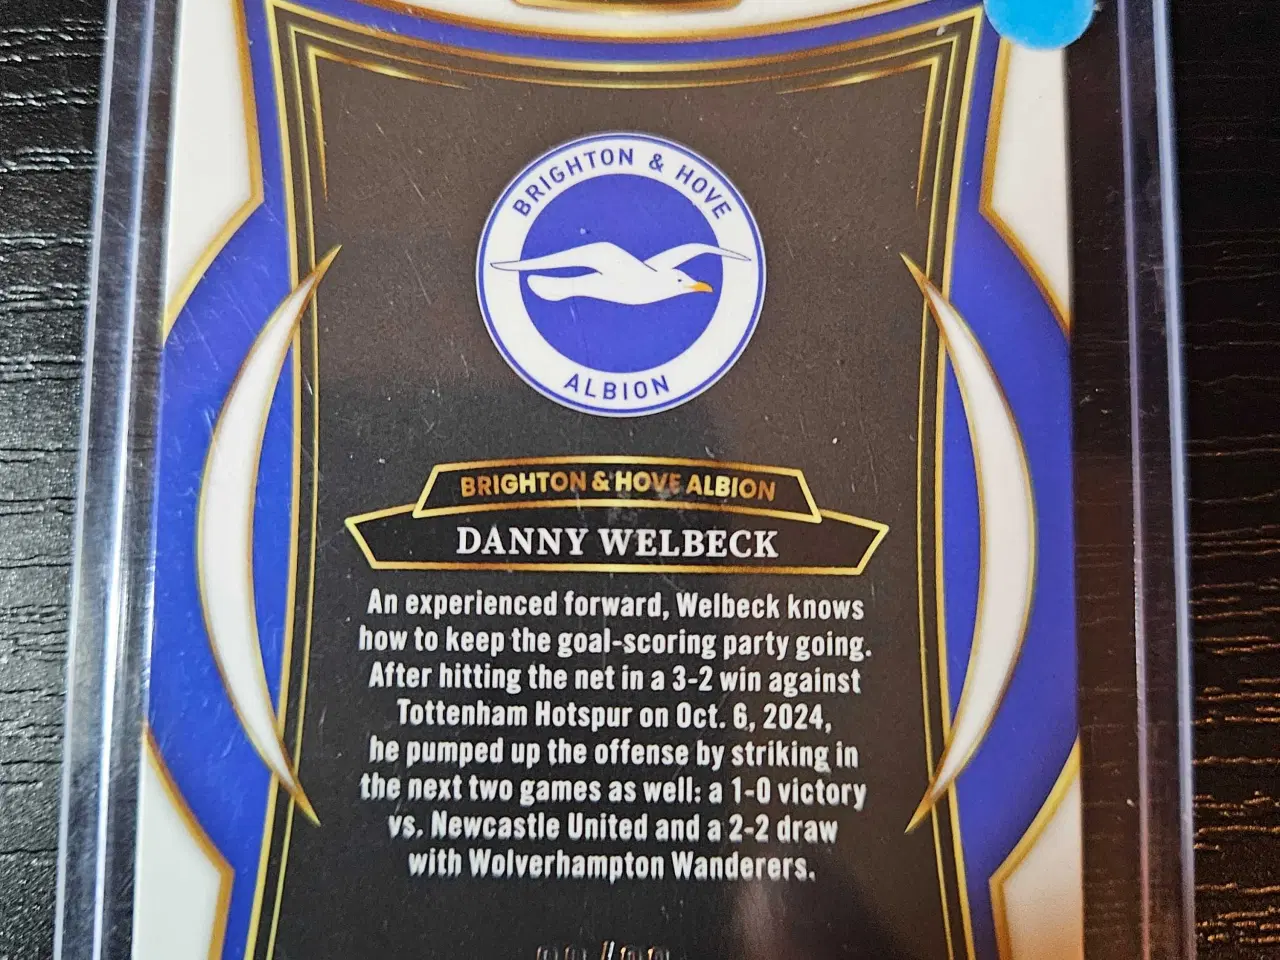 BRIGHTON & HOVE
ALBION
BRIGHTON & HOVE ALBION
DANNY WELBECK
An experienced forward, Welbeck knows
how to keep the goal-scoring party going.
After hitting the net in a 3-2 win against
Tottenham Hotspur on Oct. 6, 2024,
he pumped up the offense by striking in
the next two games as well: a 1-0 victory
vs. Newcastle United and a 2-2 draw
with Wolverhampton Wanderers.